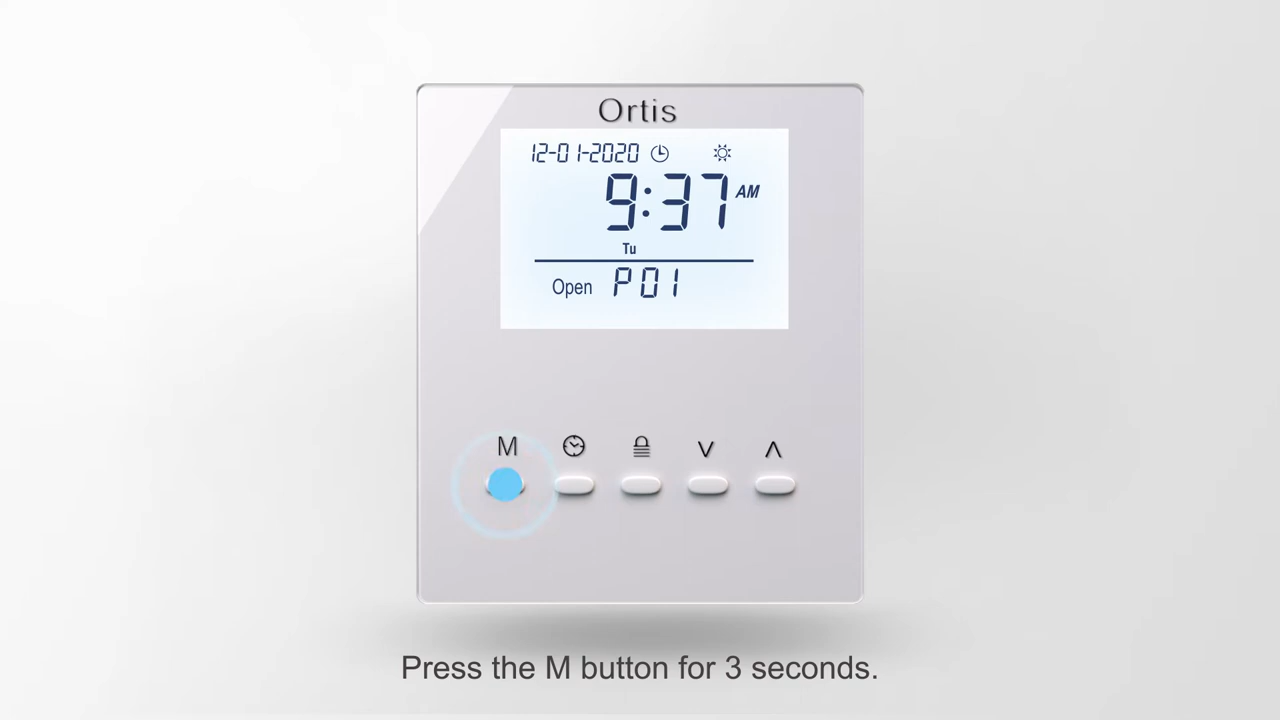 Ortis
12-01-2020
9:37 AM
Tu
Open P01
M
Press the M button for 3 seconds.